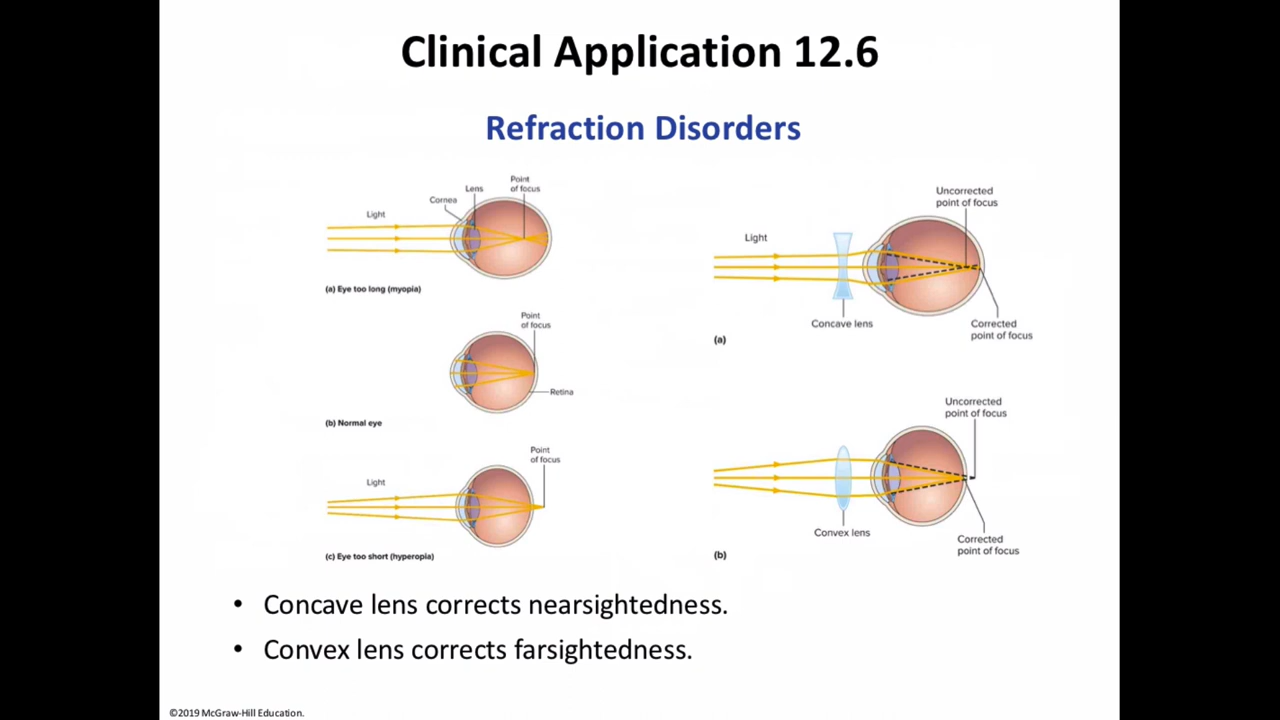 Clinical Application 12.6
Refraction Disorders
Point
of focus
Lens
Cornea
Light
(a) Eye too long (myopia)
Point
of focus
Retina
(b) Normal eye
Point
of focus
Light
(c) Eye too short (hyperopia)
Uncorrected
point of focus
Light
Concave lens
Corrected
point of focus
(a)
Uncorrected
point of focus
Convex lens
Corrected
point of focus
(b)
• Concave lens corrects nearsightedness.
• Convex lens corrects farsightedness.
©2019 McGraw-Hill Education.